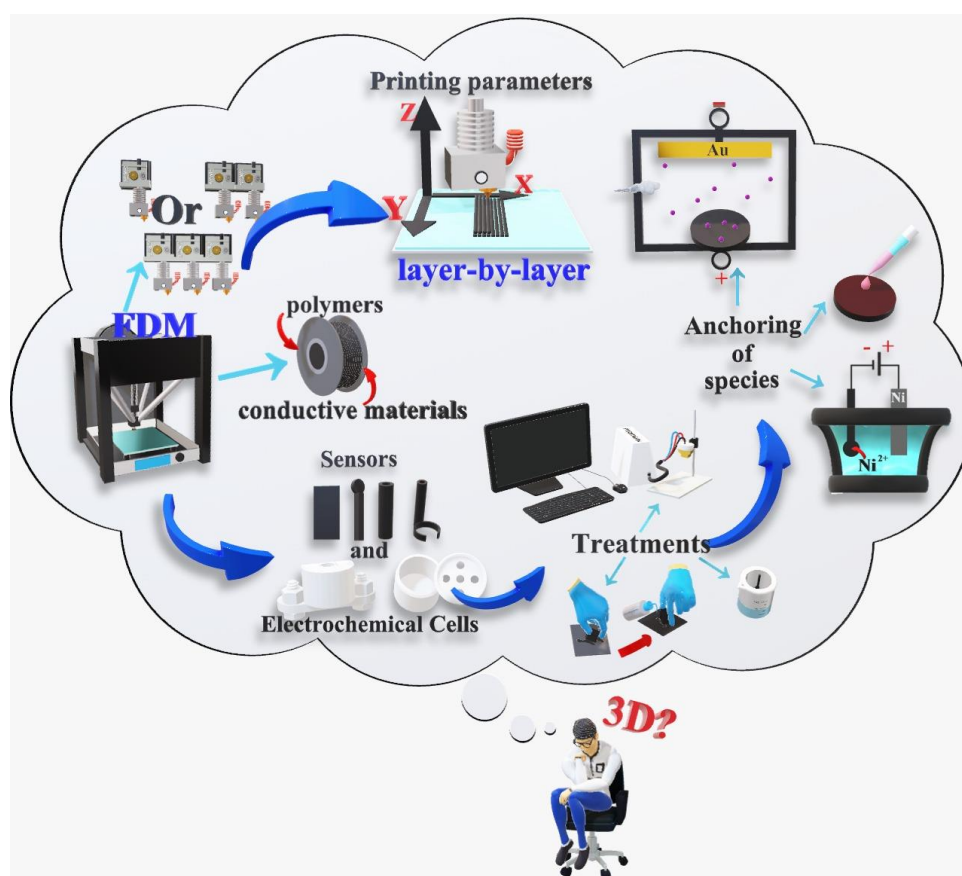 Printing parameters
Z
X
Y
layer-by-layer
Or
FDM
polymers
conductive materials
Sensors
and
Electrochemical Cells
Treatments
Anchoring
of
species
Au
+
- +
Ni
Ni²⁺
3D?